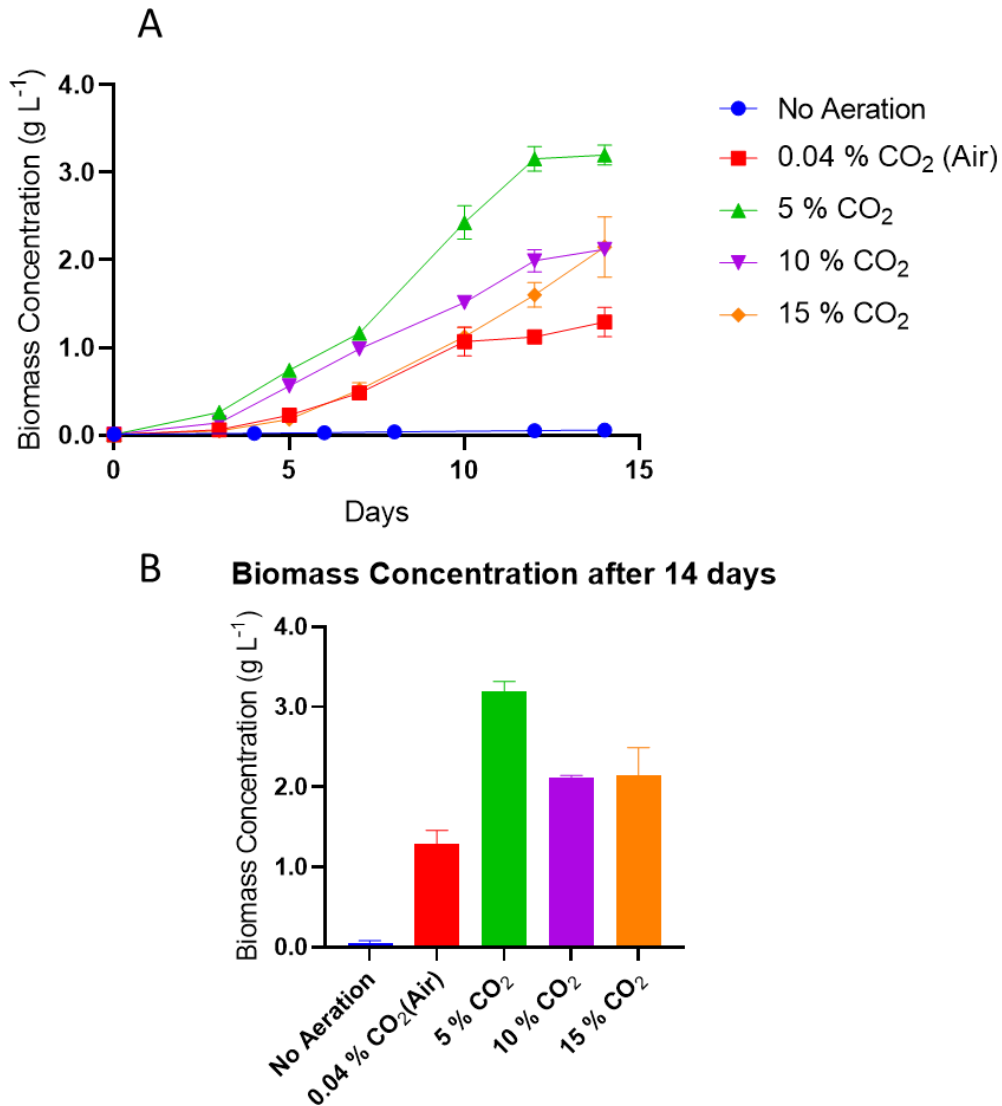 A
Biomass Concentration (g L⁻¹)
4.0
3.0
2.0
1.0
0.0
0
5
10
15
Days
No Aeration
0.04 % CO₂ (Air)
5 % CO₂
10 % CO₂
15 % CO₂
B
Biomass Concentration after 14 days
Biomass Concentration (g L⁻¹)
4.0
3.0
2.0
1.0
0.0
No Aeration
0.04 % CO₂(Air)
5 % CO₂
10 % CO₂
15 % CO₂